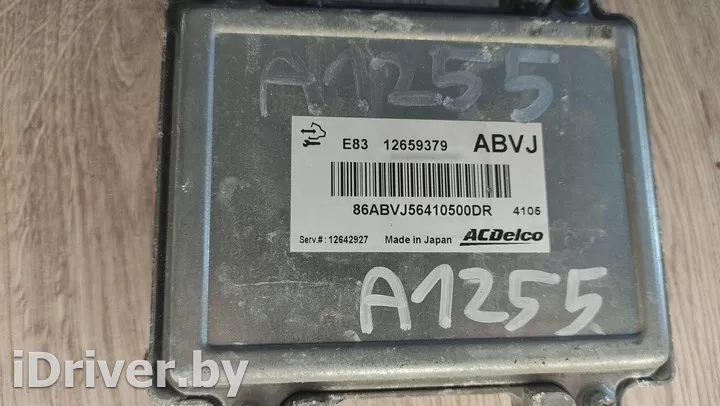 A1255
E83 12659379 ABVJ
86ABVJ56410500DR 4105
Serv.#: 12642927 Made in Japan ACDelco
A1255
iDriver.by